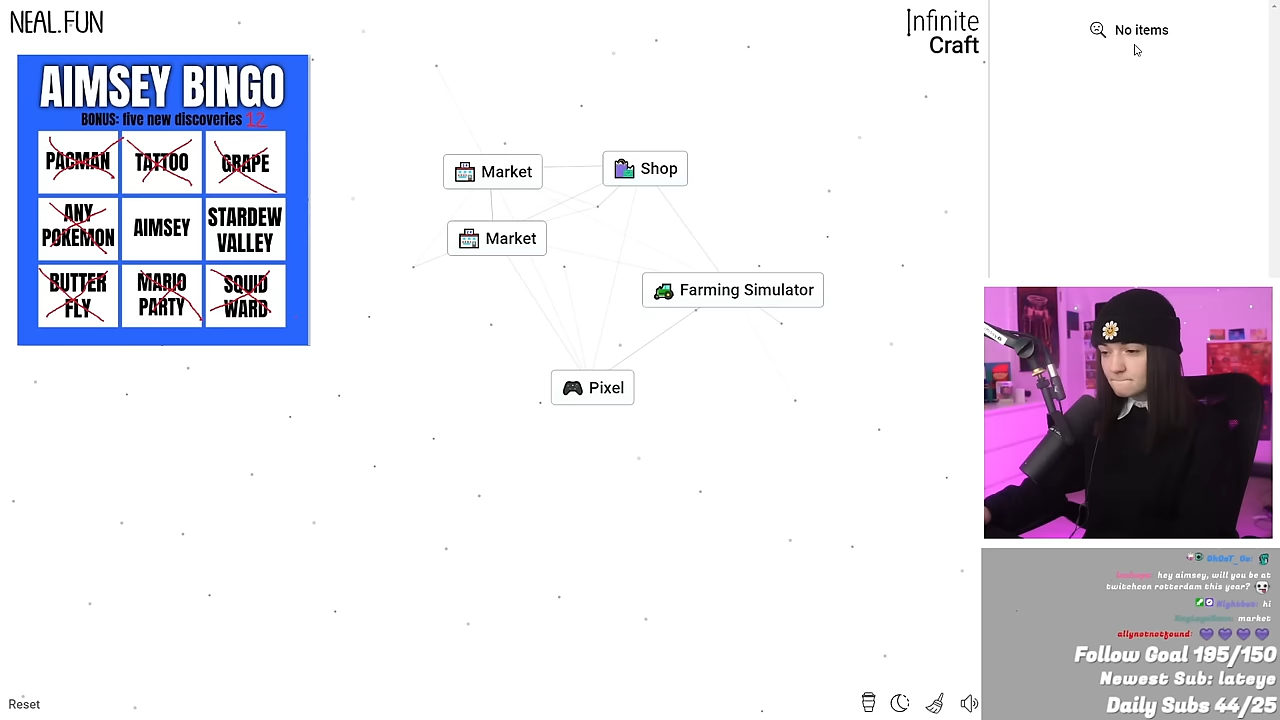 NEAL.FUN
Infinite
Craft
No items
AIMSEY BINGO
BONUS: five new discoveries 12
PACMAN
TATTOO
GRAPE
ANY
POKEMON
AIMSEY
STARDEW
VALLEY
BUTTER
FLY
MARIO
PARTY
SQUID
WARD
Market
Shop
Market
Farming Simulator
Pixel
hey aimsey, will you be at
twitchcon rotterdam this year?
hi
market
allynotnotfound:
Follow Goal 195/150
Newest Sub: lateye
Daily Subs 44/25
Reset